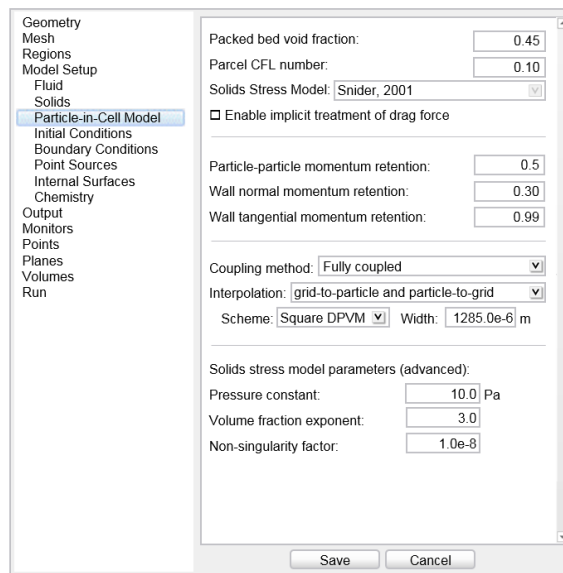 Geometry
Mesh
Regions
Model Setup
Fluid
Solids
Particle-in-Cell Model
Initial Conditions
Boundary Conditions
Point Sources
Internal Surfaces
Chemistry
Output
Monitors
Points
Planes
Volumes
Run
Packed bed void fraction: 0.45
Parcel CFL number: 0.10
Solids Stress Model: Snider, 2001
Enable implicit treatment of drag force
Particle-particle momentum retention: 0.5
Wall normal momentum retention: 0.30
Wall tangential momentum retention: 0.99
Coupling method: Fully coupled
Interpolation: grid-to-particle and particle-to-grid
Scheme: Square DPVM Width: 1285.0e-6 m
Solids stress model parameters (advanced):
Pressure constant: 10.0 Pa
Volume fraction exponent: 3.0
Non-singularity factor: 1.0e-8
Save Cancel